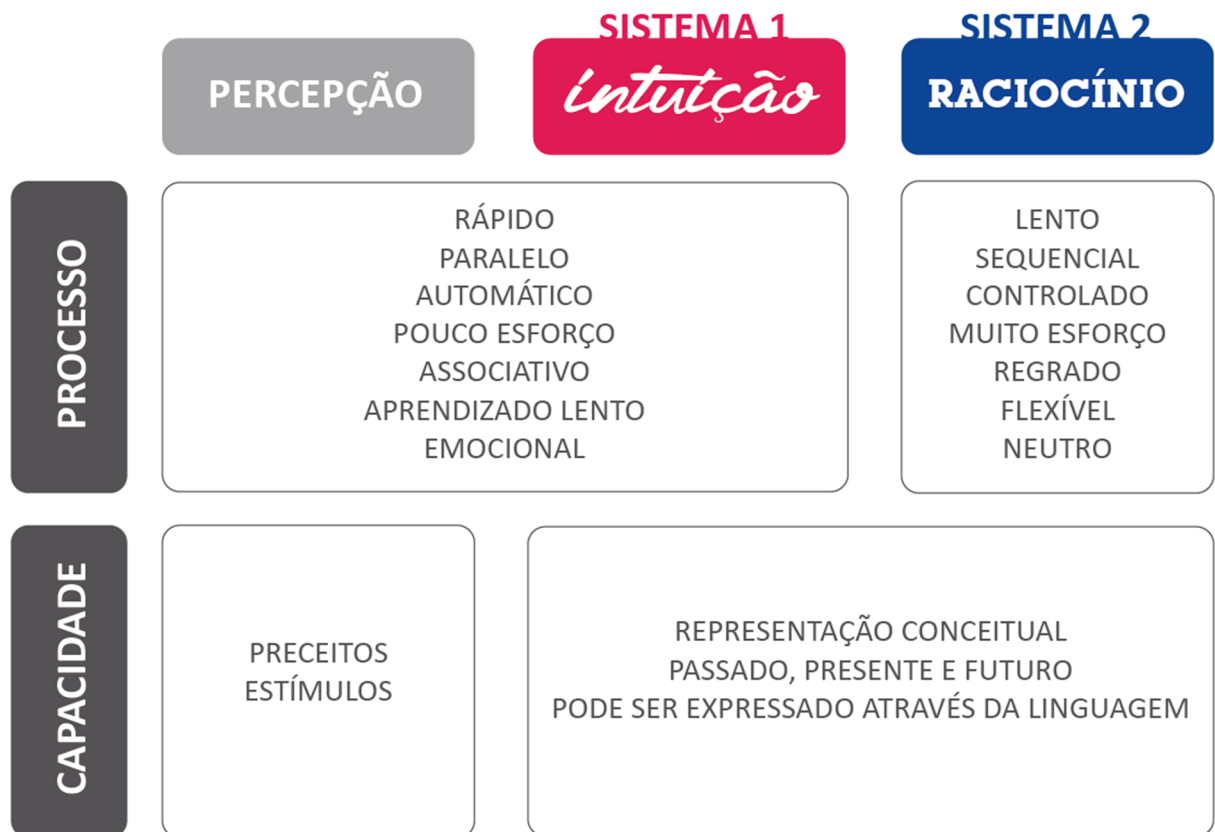 SISTEMA 1
SISTEMA 2
PERCEPÇÃO
intuição
RACIOCÍNIO
PROCESSO
RÁPIDO
PARALELO
AUTOMÁTICO
POUCO ESFORÇO
ASSOCIATIVO
APRENDIZADO LENTO
EMOCIONAL
LENTO
SEQUENCIAL
CONTROLADO
MUITO ESFORÇO
REGRADO
FLEXÍVEL
NEUTRO
CAPACIDADE
PRECEITOS
ESTÍMULOS
REPRESENTAÇÃO CONCEITUAL
PASSADO, PRESENTE E FUTURO
PODE SER EXPRESSADO ATRAVÉS DA LINGUAGEM